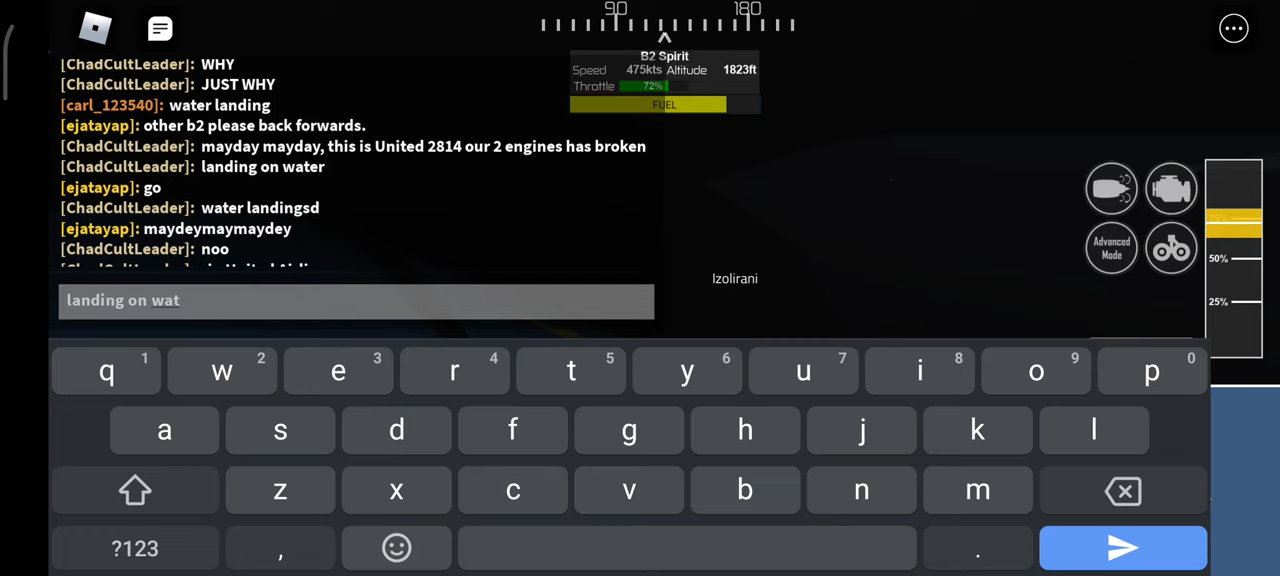 90 180
B2 Spirit
Speed 475kts Altitude 1823ft
Throttle 72%
FUEL
[ChadCultLeader]: WHY
[ChadCultLeader]: JUST WHY
[carl_123540]: water landing
[ejatayap]: other b2 please back forwards.
[ChadCultLeader]: mayday mayday, this is United 2814 our 2 engines has broken
[ChadCultLeader]: landing on water
[ejatayap]: go
[ChadCultLeader]: water landingsd
[ejatayap]: maydeymaymaydey
[ChadCultLeader]: noo
landing on wat
Izolirani
Advanced
Mode
75%
50%
25%
q 1 w 2 e 3 r 4 t 5 y 6 u 7 i 8 o 9 p 0
a s d f g h j k l
z x c v b n m
?123 , .